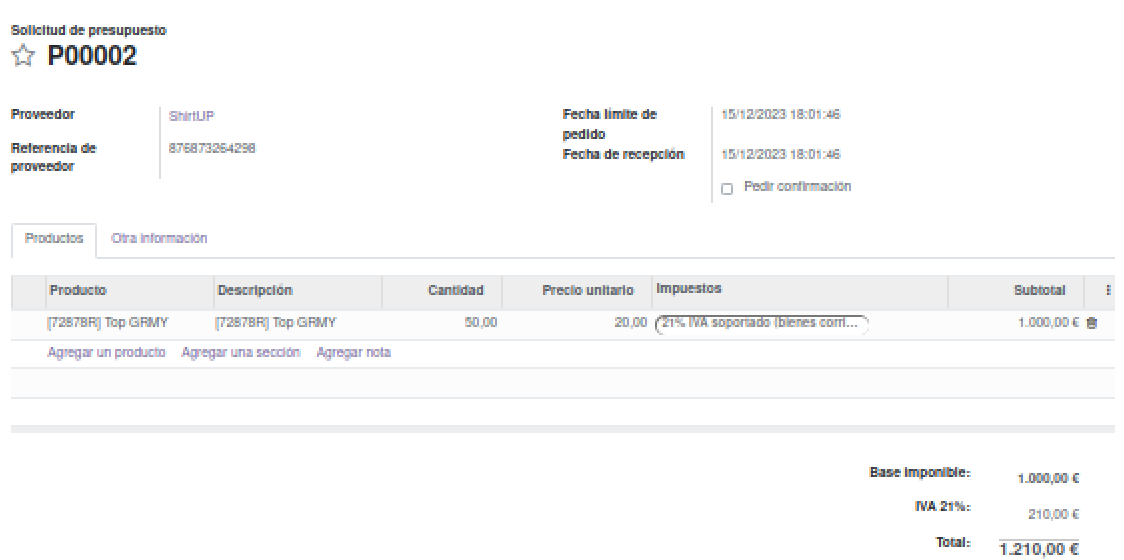 Solicitud de presupuesto
P00002
Proveedor ShirtUP
Referencia de proveedor 876873264298
Fecha límite de pedido 15/12/2023 18:01:46
Fecha de recepción 15/12/2023 18:01:46
Pedir confirmación
Productos Otra información
Producto Descripción Cantidad Precio unitario Impuestos Subtotal
[72878R] Top GRMY [72878R] Top GRMY 50,00 20,00 21% IVA soportado (bienes corri... 1.000,00 €
Agregar un producto Agregar una sección Agregar nota
Base imponible: 1.000,00 €
IVA 21%: 210,00 €
Total: 1.210,00 €